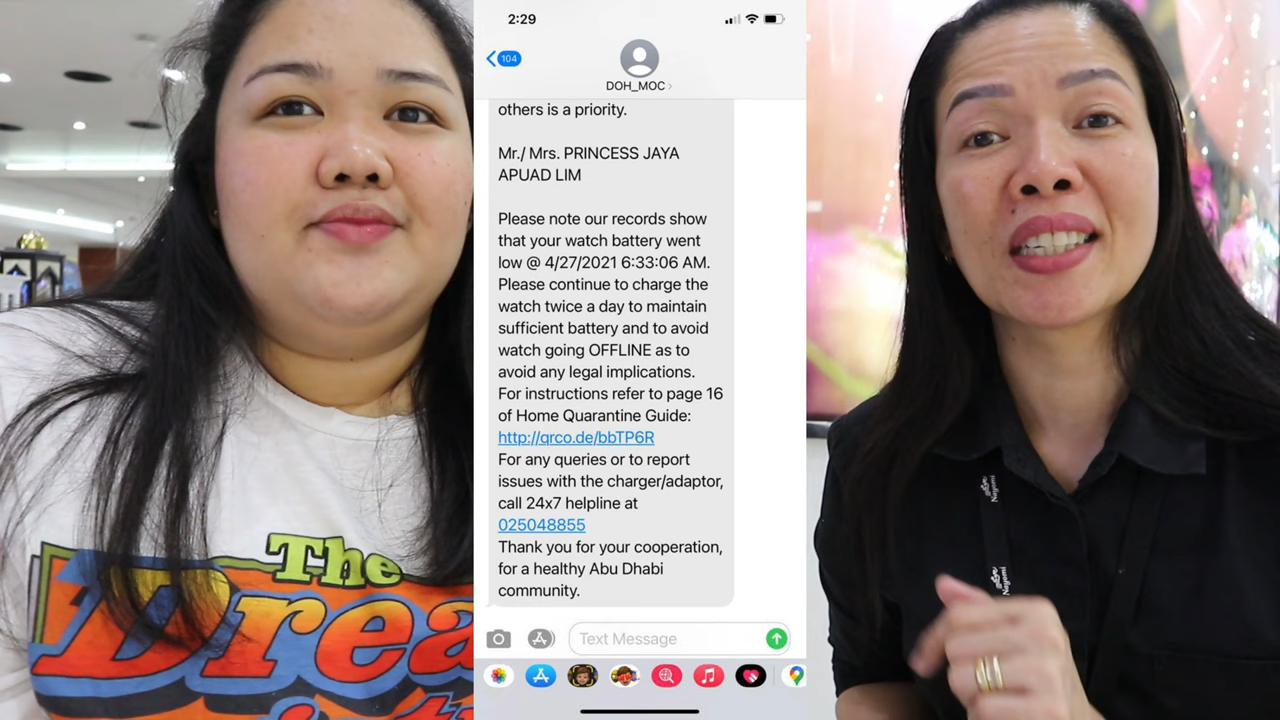 2:29
104
DOH_MOC
others is a priority.
Mr./ Mrs. PRINCESS JAYA
APUAD LIM
Please note our records show
that your watch battery went
low @ 4/27/2021 6:33:06 AM.
Please continue to charge the
watch twice a day to maintain
sufficient battery and to avoid
watch going OFFLINE as to
avoid any legal implications.
For instructions refer to page 16
of Home Quarantine Guide:
http://qrco.de/bbTP6R
For any queries or to report
issues with the charger/adaptor,
call 24x7 helpline at
025048855
Thank you for your cooperation,
for a healthy Abu Dhabi
community.
Text Message
The
Drea
Nayomi
Nayomi